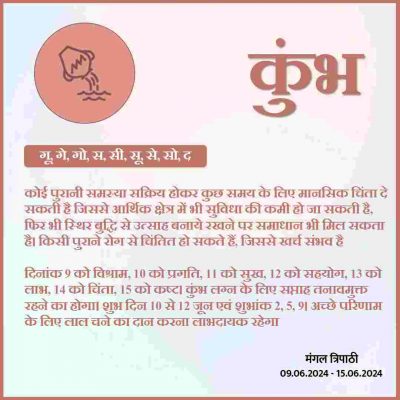 कुंभ
गू, गे, गो, स, सी, सू, से, सो, द
कोई पुरानी समस्या सक्रिय होकर कुछ समय के लिए मानसिक चिंता दे
सकती है जिससे आर्थिक क्षेत्र में भी सुविधा की कमी हो जा सकती है,
फिर भी स्थिर बुद्धि से उत्साह बनाये रखने पर समाधान भी मिल सकता
है। किसी पुराने रोग से चिंतित हो सकते हैं, जिससे खर्च संभव है
दिनांक 9 को विश्राम, 10 को प्रगति, 11 को सुख, 12 को सहयोग, 13 को
लाभ, 14 को चिंता, 15 को कष्ट। कुंभ लग्न के लिए सप्ताह तनावमुक्त
रहने का होगा। शुभ दिन 10 से 12 जून एवं शुभांक 2, 5, 9। अच्छे परिणाम
के लिए लाल चने का दान करना लाभदायक रहेगा
मंगल त्रिपाठी
09.06.2024 - 15.06.2024